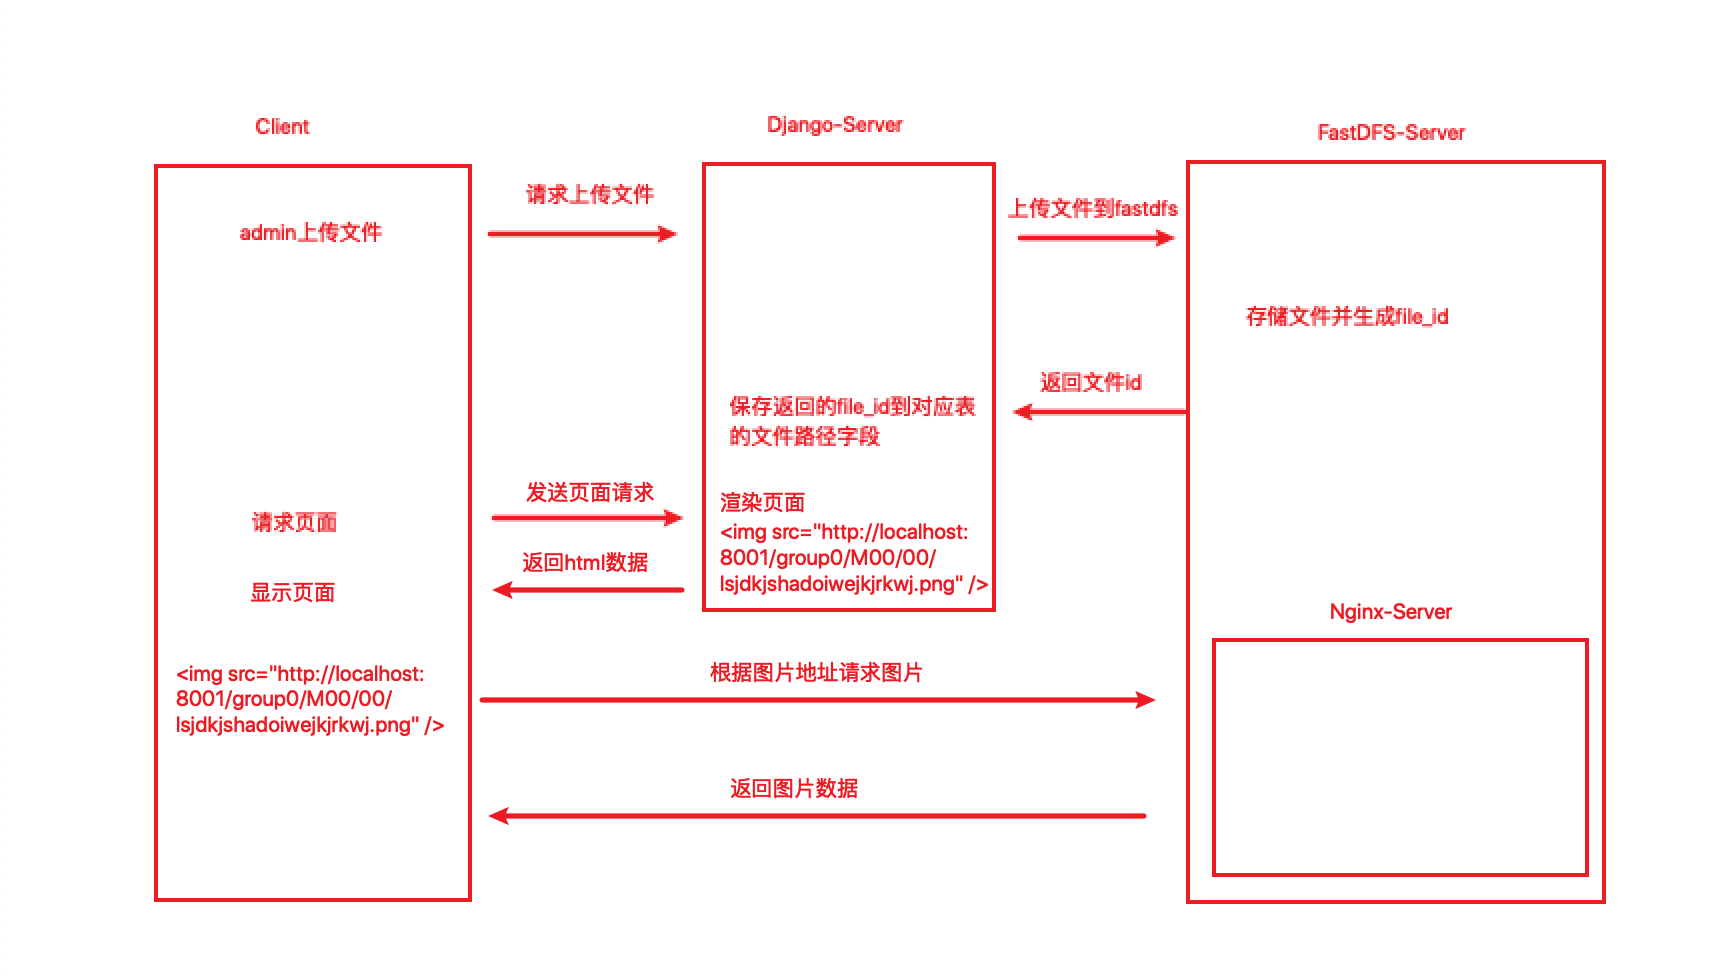 Client
Django-Server
FastDFS-Server
请求上传文件
上传文件到fastdfs
admin上传文件
存储文件并生成file_id
返回文件id
保存返回的file_id到对应表
的文件路径字段
发送页面请求
渲染页面
<img src="http://localhost:
8001/group0/M00/00/
lsjdkjshadoiwejkjrkwj.png" />
请求页面
返回html数据
显示页面
Nginx-Server
<img src="http://localhost:
8001/group0/M00/00/
lsjdkjshadoiwejkjrkwj.png" />
根据图片地址请求图片
返回图片数据